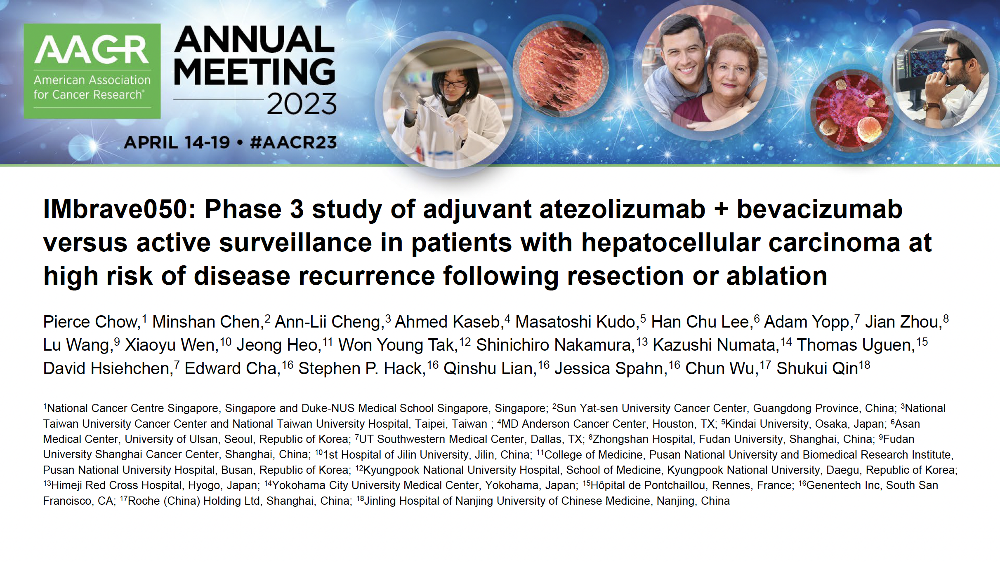 AACR
American Association
for Cancer Research®
ANNUAL
MEETING
2023
APRIL 14-19 • #AACR23
IMbrave050: Phase 3 study of adjuvant atezolizumab + bevacizumab
versus active surveillance in patients with hepatocellular carcinoma at
high risk of disease recurrence following resection or ablation
Pierce Chow,¹ Minshan Chen,² Ann-Lii Cheng,³ Ahmed Kaseb,⁴ Masatoshi Kudo,⁵ Han Chu Lee,⁶ Adam Yopp,⁷ Jian Zhou,⁸
Lu Wang,⁹ Xiaoyu Wen,¹⁰ Jeong Heo,¹¹ Won Young Tak,¹² Shinichiro Nakamura,¹³ Kazushi Numata,¹⁴ Thomas Uguen,¹⁵
David Hsiehchen,⁷ Edward Cha,¹⁶ Stephen P. Hack,¹⁶ Qinshu Lian,¹⁶ Jessica Spahn,¹⁶ Chun Wu,¹⁷ Shukui Qin¹⁸
¹National Cancer Centre Singapore, Singapore and Duke-NUS Medical School Singapore, Singapore; ²Sun Yat-sen University Cancer Center, Guangdong Province, China; ³National
Taiwan University Cancer Center and National Taiwan University Hospital, Taipei, Taiwan ; ⁴MD Anderson Cancer Center, Houston, TX; ⁵Kindai University, Osaka, Japan; ⁶Asan
Medical Center, University of Ulsan, Seoul, Republic of Korea; ⁷UT Southwestern Medical Center, Dallas, TX; ⁸Zhongshan Hospital, Fudan University, Shanghai, China; ⁹Fudan
University Shanghai Cancer Center, Shanghai, China; ¹⁰1st Hospital of Jilin University, Jilin, China; ¹¹College of Medicine, Pusan National University and Biomedical Research Institute,
Pusan National University Hospital, Busan, Republic of Korea; ¹²Kyungpook National University Hospital, School of Medicine, Kyungpook National University, Daegu, Republic of Korea;
¹³Himeji Red Cross Hospital, Hyogo, Japan; ¹⁴Yokohama City University Medical Center, Yokohama, Japan; ¹⁵Hôpital de Pontchaillou, Rennes, France; ¹⁶Genentech Inc, South San
Francisco, CA; ¹⁷Roche (China) Holding Ltd, Shanghai, China; ¹⁸Jinling Hospital of Nanjing University of Chinese Medicine, Nanjing, China